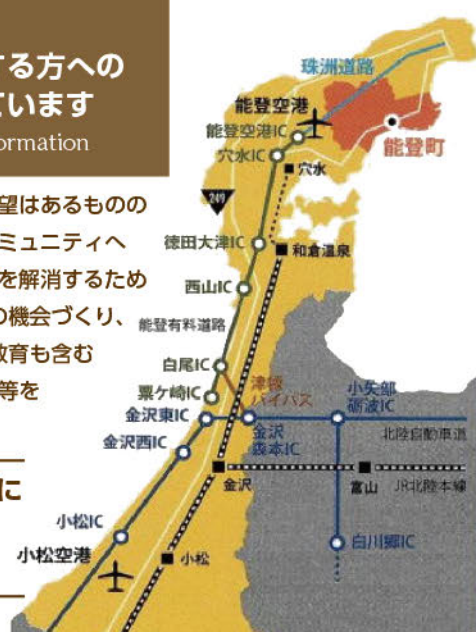 する方への
ています
ormation
望はあるものの
ミュニティへ
を解消するため
の機会づくり、
教育も含む
等を
に
珠洲道路
能登空港
能登空港IC
能登町
穴水IC
穴水
249
徳田大津IC
和倉温泉
西山IC
能登有料道路
白尾IC
粟ケ崎IC
津幡
バイパス
小矢部
砺波IC
金沢東IC
金沢
森本IC
北陸自動車道
金沢西IC
金沢
富山
JR北陸本線
小松IC
小松空港
小松
白川郷IC